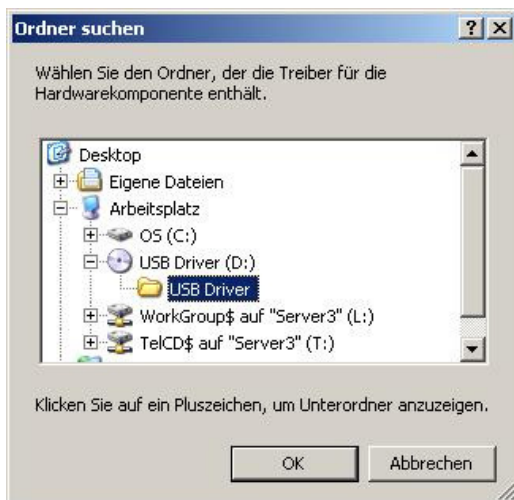 Ordner suchen
Wählen Sie den Ordner, der die Treiber für die
Hardwarekomponente enthält.
Desktop
Eigene Dateien
Arbeitsplatz
OS (C:)
USB Driver (D:)
USB Driver
WorkGroup$ auf "Server3" (L:)
TelCD$ auf "Server3" (T:)
Klicken Sie auf ein Pluszeichen, um Unterordner anzuzeigen.
OK
Abbrechen